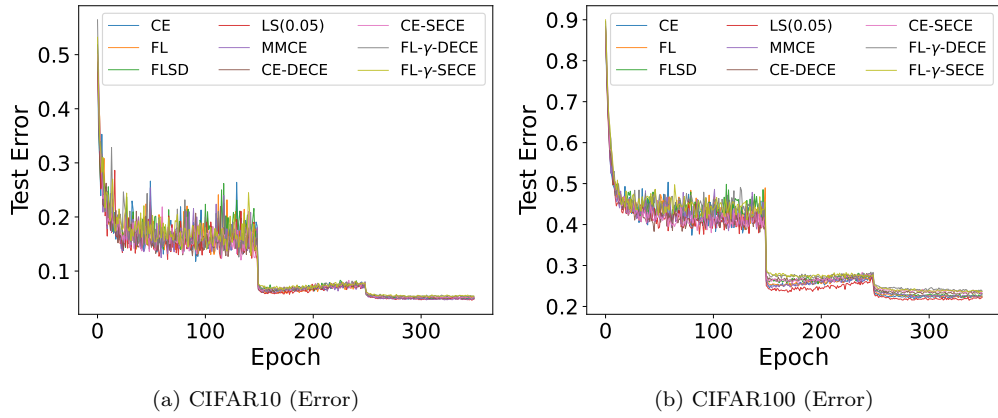 CE LS(0.05) CE-SECE
FL MMCE FL-γ-DECE
FLSD CE-DECE FL-γ-SECE
0.5
0.4
0.3
0.2
0.1
Test Error
0 100 200 300
Epoch
(a) CIFAR10 (Error)
CE LS(0.05) CE-SECE
FL MMCE FL-γ-DECE
FLSD CE-DECE FL-γ-SECE
0.9
0.8
0.7
0.6
0.5
0.4
0.3
0.2
Test Error
0 100 200 300
Epoch
(b) CIFAR100 (Error)